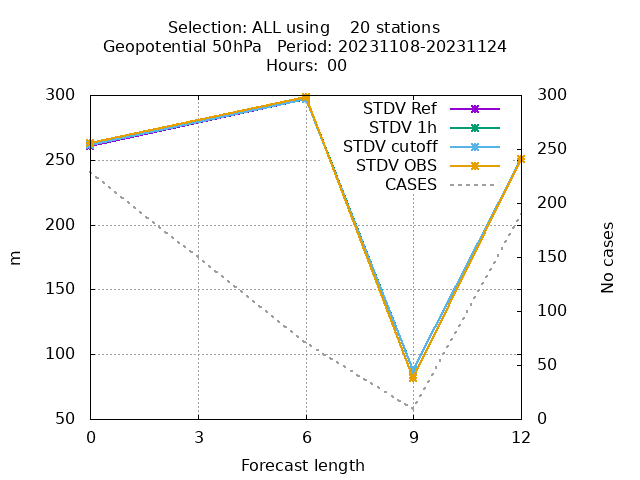 Selection: ALL using    20 stations
Geopotential 50hPa   Period: 20231108-20231124
Hours:  00
STDV Ref
STDV 1h
STDV cutoff
STDV OBS
CASES
m
300
250
200
150
100
50
300
250
200
150
100
50
0
No cases
0 3 6 9 12
Forecast length